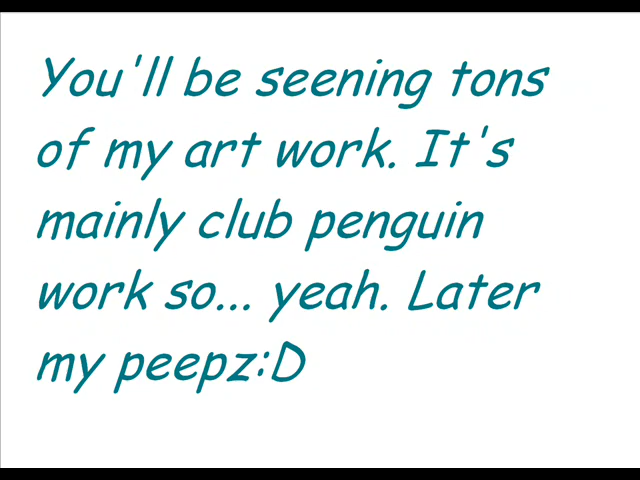 You'll be seening tons
of my art work. It's
mainly club penguin
work so... yeah. Later
my peepz:D